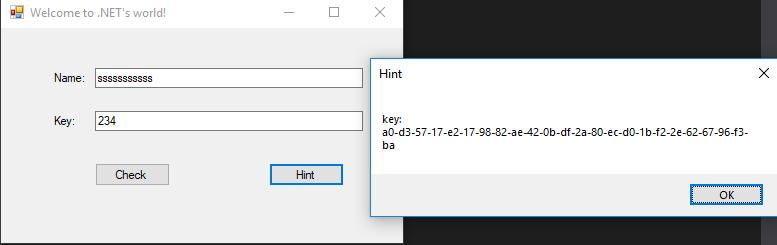 Welcome to .NET's world!
Name: sssssssssss
Key: 234
Check Hint
Hint
key:
a0-d3-57-17-e2-17-98-82-ae-42-0b-df-2a-80-ec-d0-1b-f2-2e-62-67-96-f3-
ba
OK